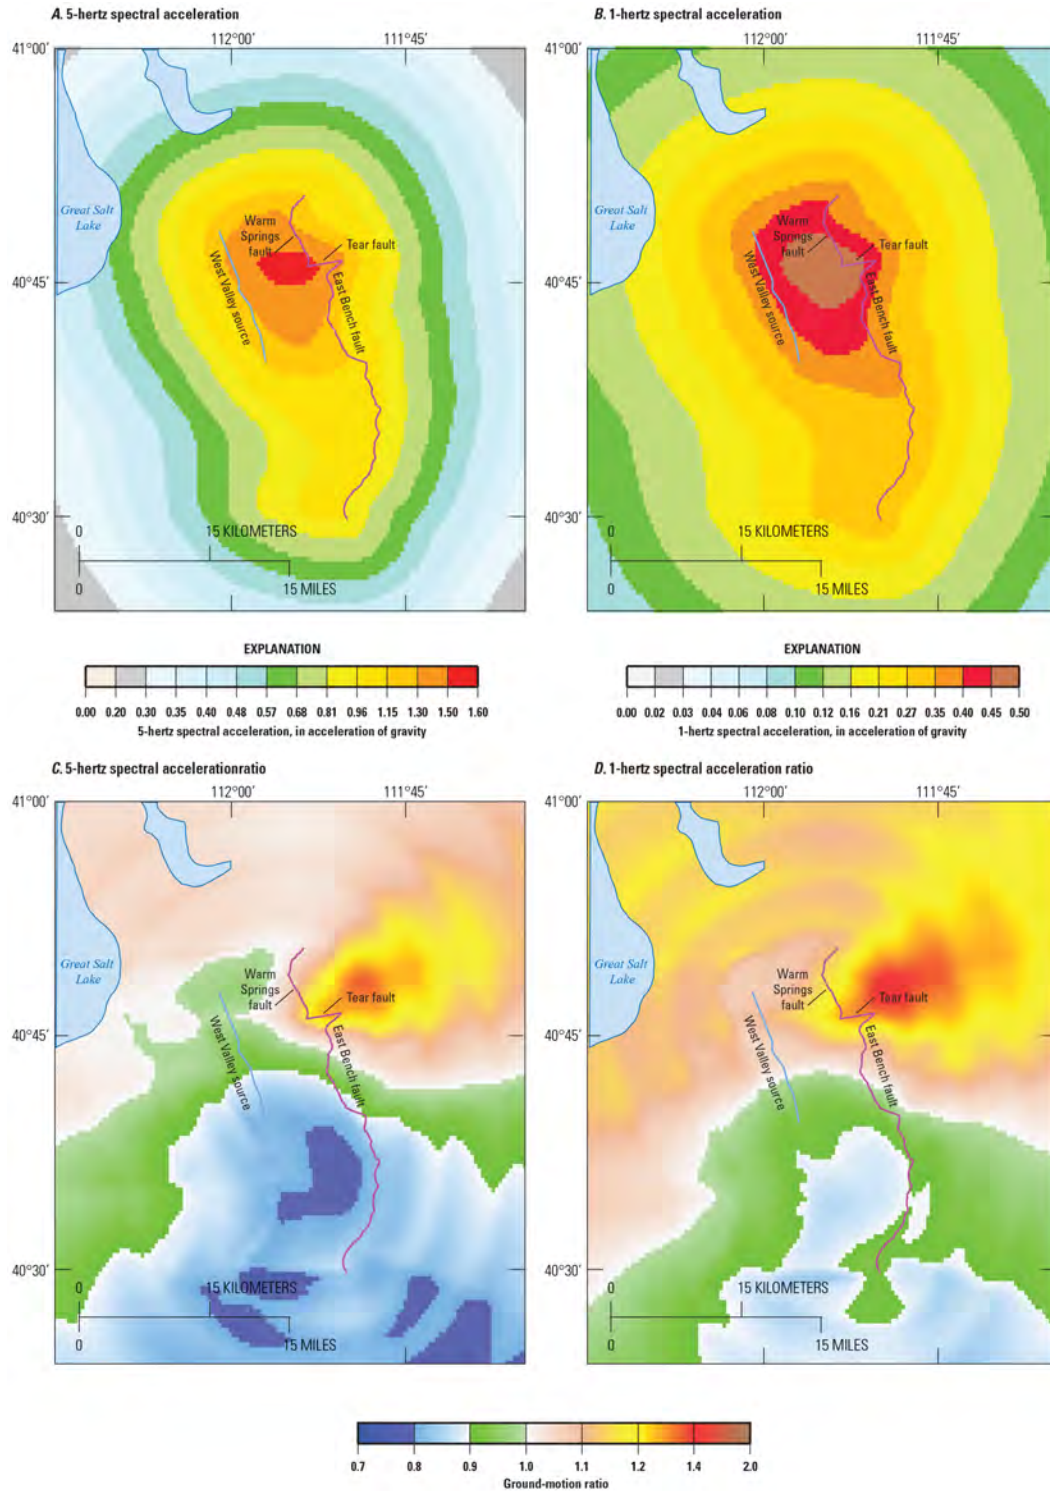 A. 5-hertz spectral acceleration
112°00'
111°45'
41°00'
Great Salt
Lake
Warm
Springs
fault
Tear fault
West Valley source
East Bench fault
40°45'
40°30'
0
15 KILOMETERS
0
15 MILES
EXPLANATION
0.00 0.20 0.30 0.35 0.40 0.48 0.57 0.68 0.81 0.96 1.15 1.30 1.50 1.60
5-hertz spectral acceleration, in acceleration of gravity
B. 1-hertz spectral acceleration
112°00'
111°45'
41°00'
Great Salt
Lake
Warm
Springs
fault
Tear fault
West Valley source
East Bench fault
40°45'
40°30'
0
15 KILOMETERS
0
15 MILES
EXPLANATION
0.00 0.02 0.03 0.04 0.06 0.08 0.10 0.12 0.16 0.21 0.27 0.35 0.40 0.45 0.50
1-hertz spectral acceleration, in acceleration of gravity
C. 5-hertz spectral accelerationratio
112°00'
111°45'
41°00'
Great Salt
Lake
Warm
Springs
fault
Tear fault
West Valley source
East Bench fault
40°45'
40°30'
0
15 KILOMETERS
0
15 MILES
D. 1-hertz spectral acceleration ratio
112°00'
111°45'
41°00'
Great Salt
Lake
Warm
Springs
fault
Tear fault
West Valley source
East Bench fault
40°45'
40°30'
0
15 KILOMETERS
0
15 MILES
0.7 0.8 0.9 1.0 1.1 1.2 1.4 2.0
Ground-motion ratio